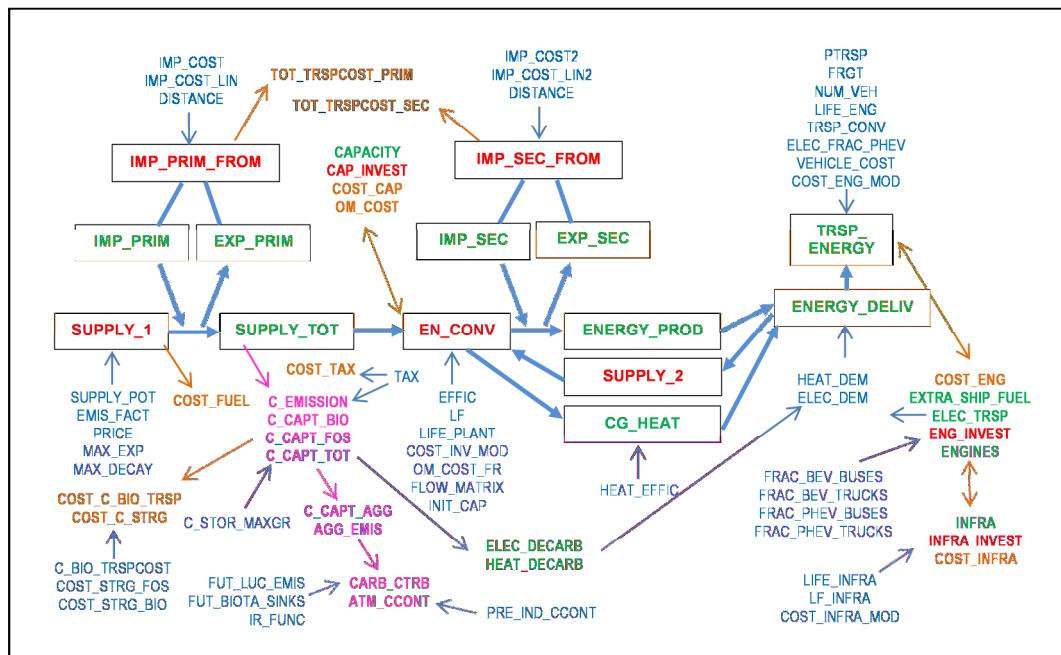 IMP_COST
IMP_COST_LIN
DISTANCE
TOT_TRSPCOST_PRIM
TOT_TRSPCOST_SEC
IMP_COST2
IMP_COST_LIN2
DISTANCE
PTRSP
FRGT
NUM_VEH
LIFE_ENG
TRSP_CONV
ELEC_FRAC_PHEV
VEHICLE_COST
COST_ENG_MOD
IMP_PRIM_FROM
CAPACITY
CAP_INVEST
COST_CAP
OM_COST
IMP_SEC_FROM
IMP_PRIM
EXP_PRIM
IMP_SEC
EXP_SEC
TRSP_
ENERGY
SUPPLY_1
SUPPLY_TOT
EN_CONV
ENERGY_PROD
ENERGY_DELIV
SUPPLY_2
CG_HEAT
SUPPLY_POT
EMIS_FACT
PRICE
MAX_EXP
MAX_DECAY
COST_FUEL
COST_TAX
TAX
C_EMISSION
C_CAPT_BIO
C_CAPT_FOS
C_CAPT_TOT
EFFIC
LF
LIFE_PLANT
COST_INV_MOD
OM_COST_FR
FLOW_MATRIX
INIT_CAP
HEAT_EFFIC
HEAT_DEM
ELEC_DEM
COST_ENG
EXTRA_SHIP_FUEL
ELEC_TRSP
ENG_INVEST
ENGINES
COST_C_BIO_TRSP
COST_C_STRG
C_STOR_MAXGR
C_CAPT_AGG
AGG_EMIS
FRAC_BEV_BUSES
FRAC_BEV_TRUCKS
FRAC_PHEV_BUSES
FRAC_PHEV_TRUCKS
INFRA
INFRA_INVEST
COST_INFRA
C_BIO_TRSPCOST
COST_STRG_FOS
COST_STRG_BIO
FUT_LUC_EMIS
FUT_BIOTA_SINKS
IR_FUNC
CARB_CTRB
ATM_CCONT
ELEC_DECARB
HEAT_DECARB
PRE_IND_CCONT
LIFE_INFRA
LF_INFRA
COST_INFRA_MOD